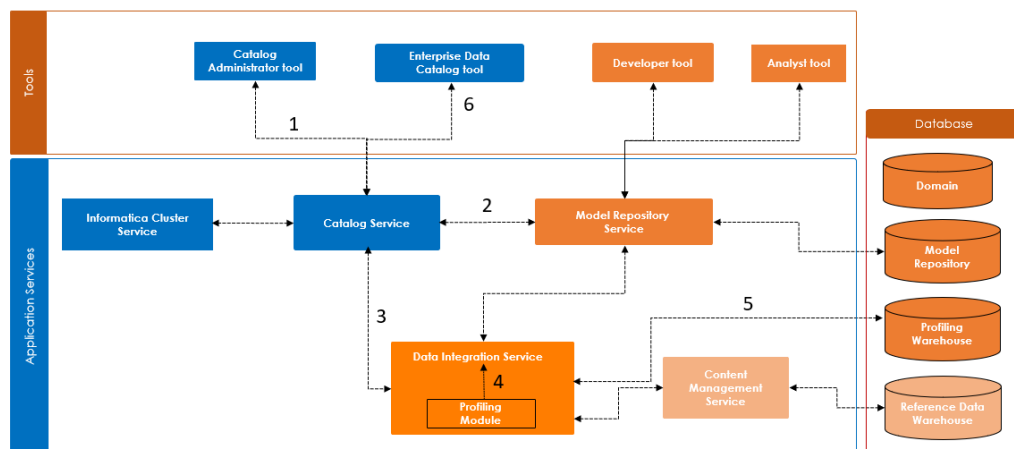 Tools
Catalog
Administrator tool
Enterprise Data
Catalog tool
Developer tool
Analyst tool
1
6
Database
Domain
Application Services
Informatica Cluster
Service
Catalog Service
2
Model Repository
Service
Model
Repository
3
5
Profiling
Warehouse
Data Integration Service
4
Profiling
Module
Content
Management
Service
Reference Data
Warehouse